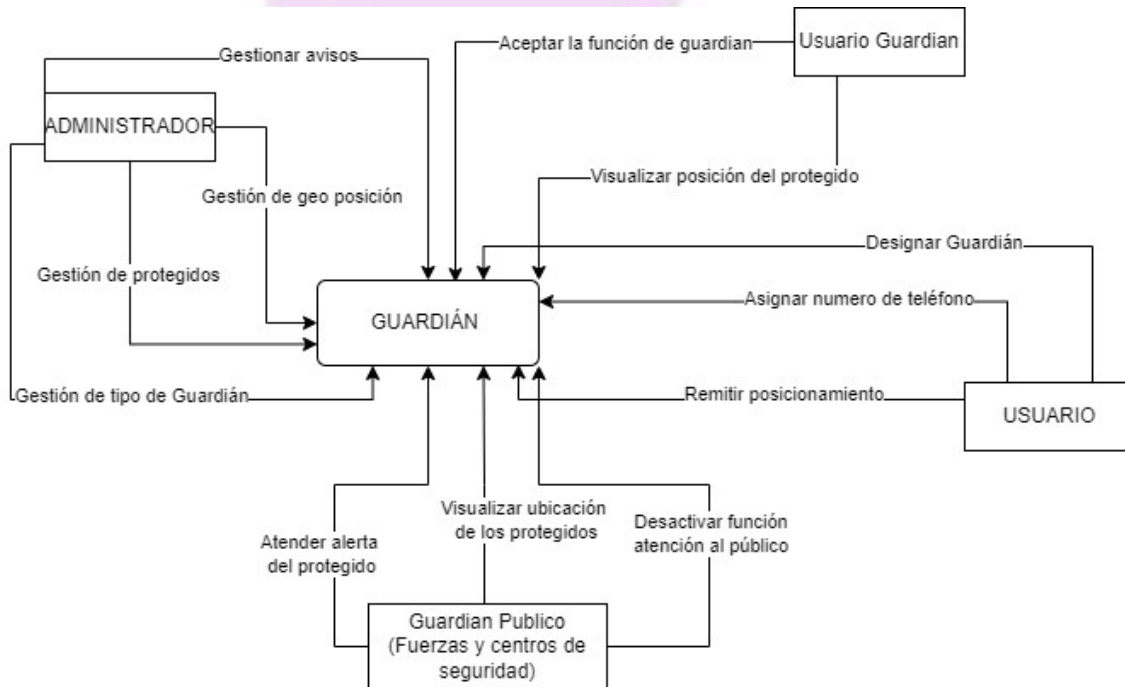 Aceptar la función de guardian
Usuario Guardian
Gestionar avisos
ADMINISTRADOR
Visualizar posición del protegido
Gestión de geo posición
Designar Guardián
Gestión de protegidos
Asignar numero de teléfono
GUARDIÁN
Gestión de tipo de Guardián
Remitir posicionamiento
USUARIO
Atender alerta
del protegido
Visualizar ubicación
de los protegidos
Desactivar función
atención al público
Guardian Publico
(Fuerzas y centros de
seguridad)